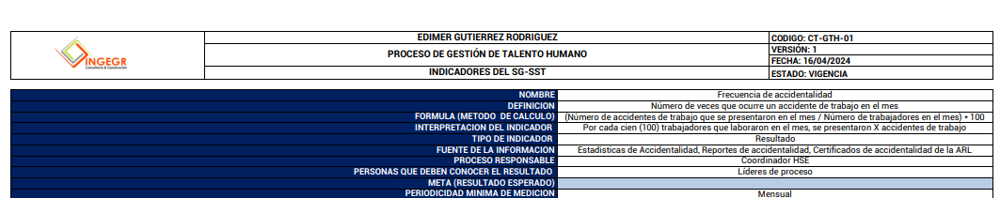 EDIMER GUTIERREZ RODRIGUEZ
CODIGO: CT-GTH-01
INGEGR
Consultoría & Construcción
PROCESO DE GESTIÓN DE TALENTO HUMANO
VERSIÓN: 1
FECHA: 16/04/2024
INDICADORES DEL SG-SST
ESTADO: VIGENCIA
NOMBRE Frecuencia de accidentalidad
DEFINICION Número de veces que ocurre un accidente de trabajo en el mes
FORMULA (METODO DE CALCULO) (Número de accidentes de trabajo que se presentaron en el mes / Número de trabajadores en el mes) * 100
INTERPRETACION DEL INDICADOR Por cada cien (100) trabajadores que laboraron en el mes, se presentaron X accidentes de trabajo
TIPO DE INDICADOR Resultado
FUENTE DE LA INFORMACION Estadisticas de Accidentalidad, Reportes de accidentalidad, Certificados de accidentalidad de la ARL
PROCESO RESPONSABLE Coordinador HSE
PERSONAS QUE DEBEN CONOCER EL RESULTADO Líderes de proceso
META (RESULTADO ESPERADO)
PERIODICIDAD MINIMA DE MEDICION Mensual